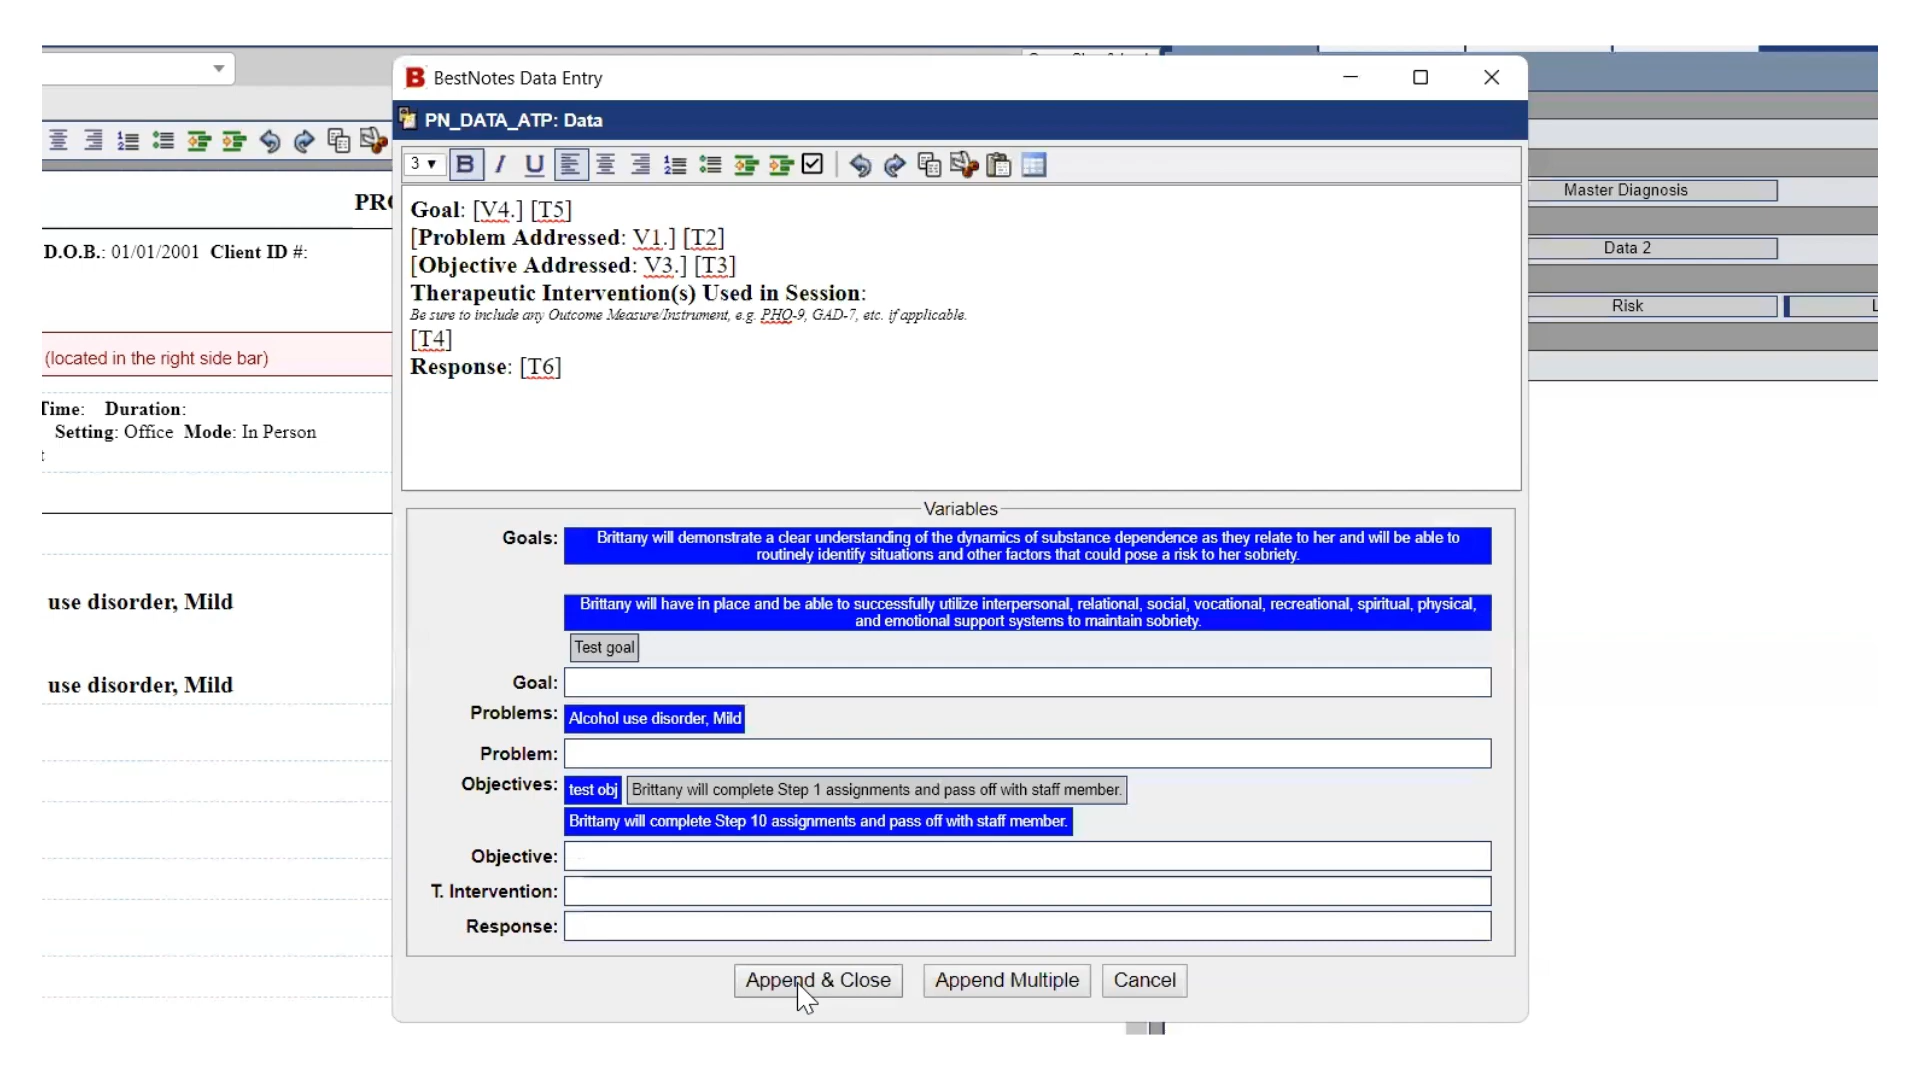 BestNotes Data Entry
PN_DATA_ATP: Data
3
B I U
PRO
D.O.B.: 01/01/2001 Client ID #:
(located in the right side bar)
Time: Duration:
Setting: Office Mode: In Person
use disorder, Mild
use disorder, Mild
Goal: [V4.] [T5]
[Problem Addressed: V1.] [T2]
[Objective Addressed: V3.] [T3]
Therapeutic Intervention(s) Used in Session:
Be sure to include any Outcome Measure/Instrument, e.g. PHQ-9, GAD-7, etc. if applicable.
[T4]
Response: [T6]
Master Diagnosis
Data 2
Risk
Variables
Goals: Brittany will demonstrate a clear understanding of the dynamics of substance dependence as they relate to her and will be able to
routinely identify situations and other factors that could pose a risk to her sobriety.
Brittany will have in place and be able to successfully utilize interpersonal, relational, social, vocational, recreational, spiritual, physical,
and emotional support systems to maintain sobriety.
Test goal
Goal:
Problems: Alcohol use disorder, Mild
Problem:
Objectives: test obj Brittany will complete Step 1 assignments and pass off with staff member.
Brittany will complete Step 10 assignments and pass off with staff member.
Objective:
T. Intervention:
Response:
Append & Close Append Multiple Cancel